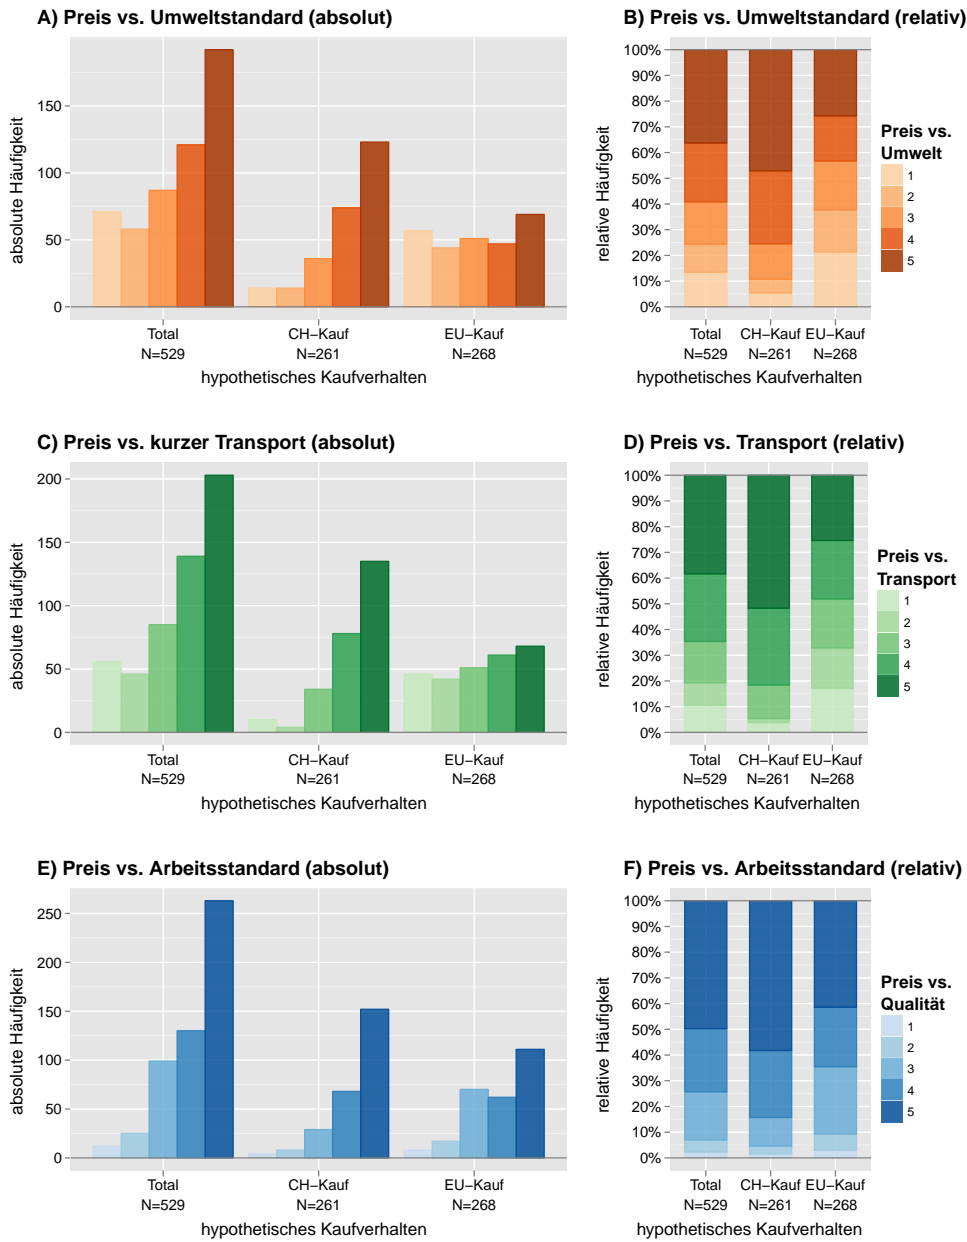 A) Preis vs. Umweltstandard (absolut)
absolute Häufigkeit
150
100
50
0
Total
N=529
CH−Kauf
N=261
EU−Kauf
N=268
hypothetisches Kaufverhalten
B) Preis vs. Umweltstandard (relativ)
relative Häufigkeit
100%
90%
80%
70%
60%
50%
40%
30%
20%
10%
0%
Total
N=529
CH−Kauf
N=261
EU−Kauf
N=268
hypothetisches Kaufverhalten
Preis vs.
Umwelt
1
2
3
4
5
C) Preis vs. kurzer Transport (absolut)
absolute Häufigkeit
200
150
100
50
0
Total
N=529
CH−Kauf
N=261
EU−Kauf
N=268
hypothetisches Kaufverhalten
D) Preis vs. Transport (relativ)
relative Häufigkeit
100%
90%
80%
70%
60%
50%
40%
30%
20%
10%
0%
Total
N=529
CH−Kauf
N=261
EU−Kauf
N=268
hypothetisches Kaufverhalten
Preis vs.
Transport
1
2
3
4
5
E) Preis vs. Arbeitsstandard (absolut)
absolute Häufigkeit
250
200
150
100
50
0
Total
N=529
CH−Kauf
N=261
EU−Kauf
N=268
hypothetisches Kaufverhalten
F) Preis vs. Arbeitsstandard (relativ)
relative Häufigkeit
100%
90%
80%
70%
60%
50%
40%
30%
20%
10%
0%
Total
N=529
CH−Kauf
N=261
EU−Kauf
N=268
hypothetisches Kaufverhalten
Preis vs.
Qualität
1
2
3
4
5